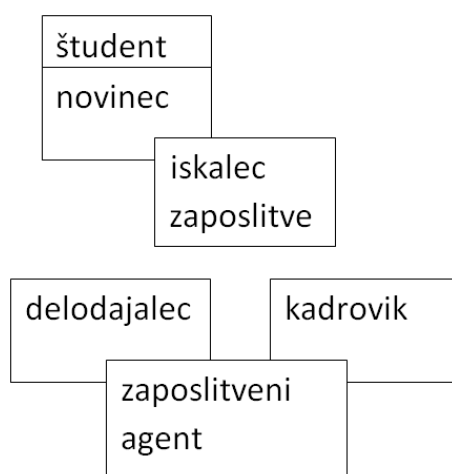 študent
novinec
iskalec
zaposlitve
delodajalec
kadrovik
zaposlitveni
agent